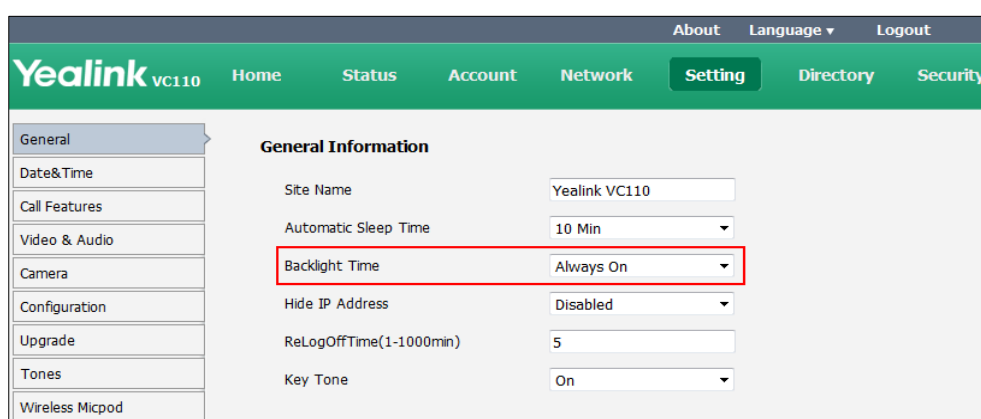 About Language ▾ Logout
Yealink VC110 Home Status Account Network Setting Directory Security
General
General Information
Date&Time
Site Name Yealink VC110
Call Features
Automatic Sleep Time 10 Min
Video & Audio
Backlight Time Always On
Camera
Hide IP Address Disabled
Configuration
Upgrade
ReLogOffTime(1-1000min) 5
Tones
Key Tone On
Wireless Micpod